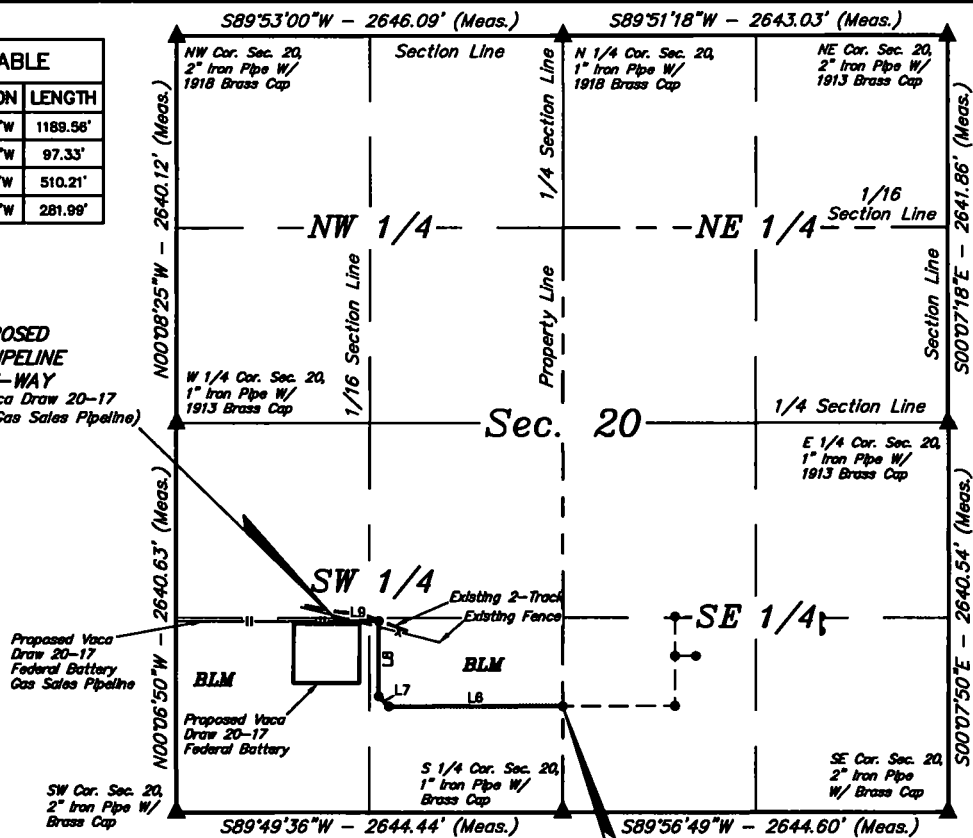 S89°53'00"W - 2646.09' (Meas.)
S89°51'18"W - 2643.03' (Meas.)
ABLE
ON LENGTH
"W 1189.56'
"W 97.33'
"W 510.21'
"W 281.99'
NW Cor. Sec. 20,
2" Iron Pipe W/
1918 Brass Cap
Section Line
1/4 Section Line
N 1/4 Cor. Sec. 20,
1" Iron Pipe W/
1918 Brass Cap
NE Cor. Sec. 20,
2" Iron Pipe W/
1913 Brass Cap
N00°08'25"W - 2640.12' (Meas.)
S00°07'18"E - 2641.86' (Meas.)
NW 1/4
NE 1/4
1/16
Section Line
1/16 Section Line
Property Line
Section Line
OSED
IPELINE
-WAY
ca Draw 20-17
Gas Sales Pipeline)
W 1/4 Cor. Sec. 20,
1" Iron Pipe W/
1913 Brass Cap
Sec. 20
1/4 Section Line
E 1/4 Cor. Sec. 20,
1" Iron Pipe W/
1913 Brass Cap
N00°06'50"W - 2640.63' (Meas.)
S00°07'50"E - 2640.54' (Meas.)
SW 1/4
SE 1/4
L9
Existing 2-Track
Existing Fence
Proposed Vaca
Draw 20-17
Federal Battery
Gas Sales Pipeline
BLM
L8
BLM
L7
L6
Proposed Vaca
Draw 20-17
Federal Battery
SW Cor. Sec. 20,
2" Iron Pipe W/
Brass Cap
S 1/4 Cor. Sec. 20,
1" Iron Pipe W/
Brass Cap
SE Cor. Sec. 20,
2" Iron Pipe
W/ Brass Cap
S89°49'36"W - 2644.44' (Meas.)
S89°56'49"W - 2644.60' (Meas.)